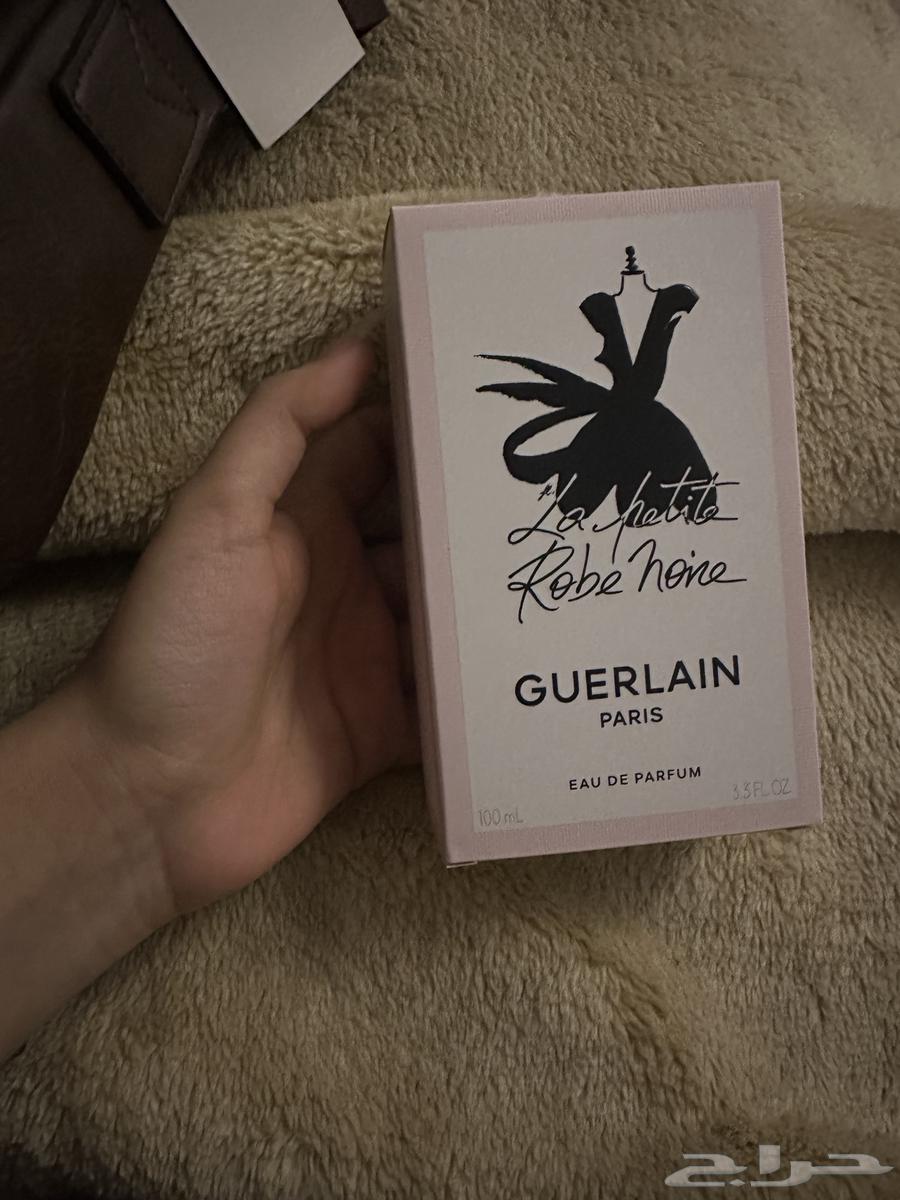 La petite
Robe Noire
GUERLAIN
PARIS
EAU DE PARFUM
100 mL
3.3 FL OZ
حراج